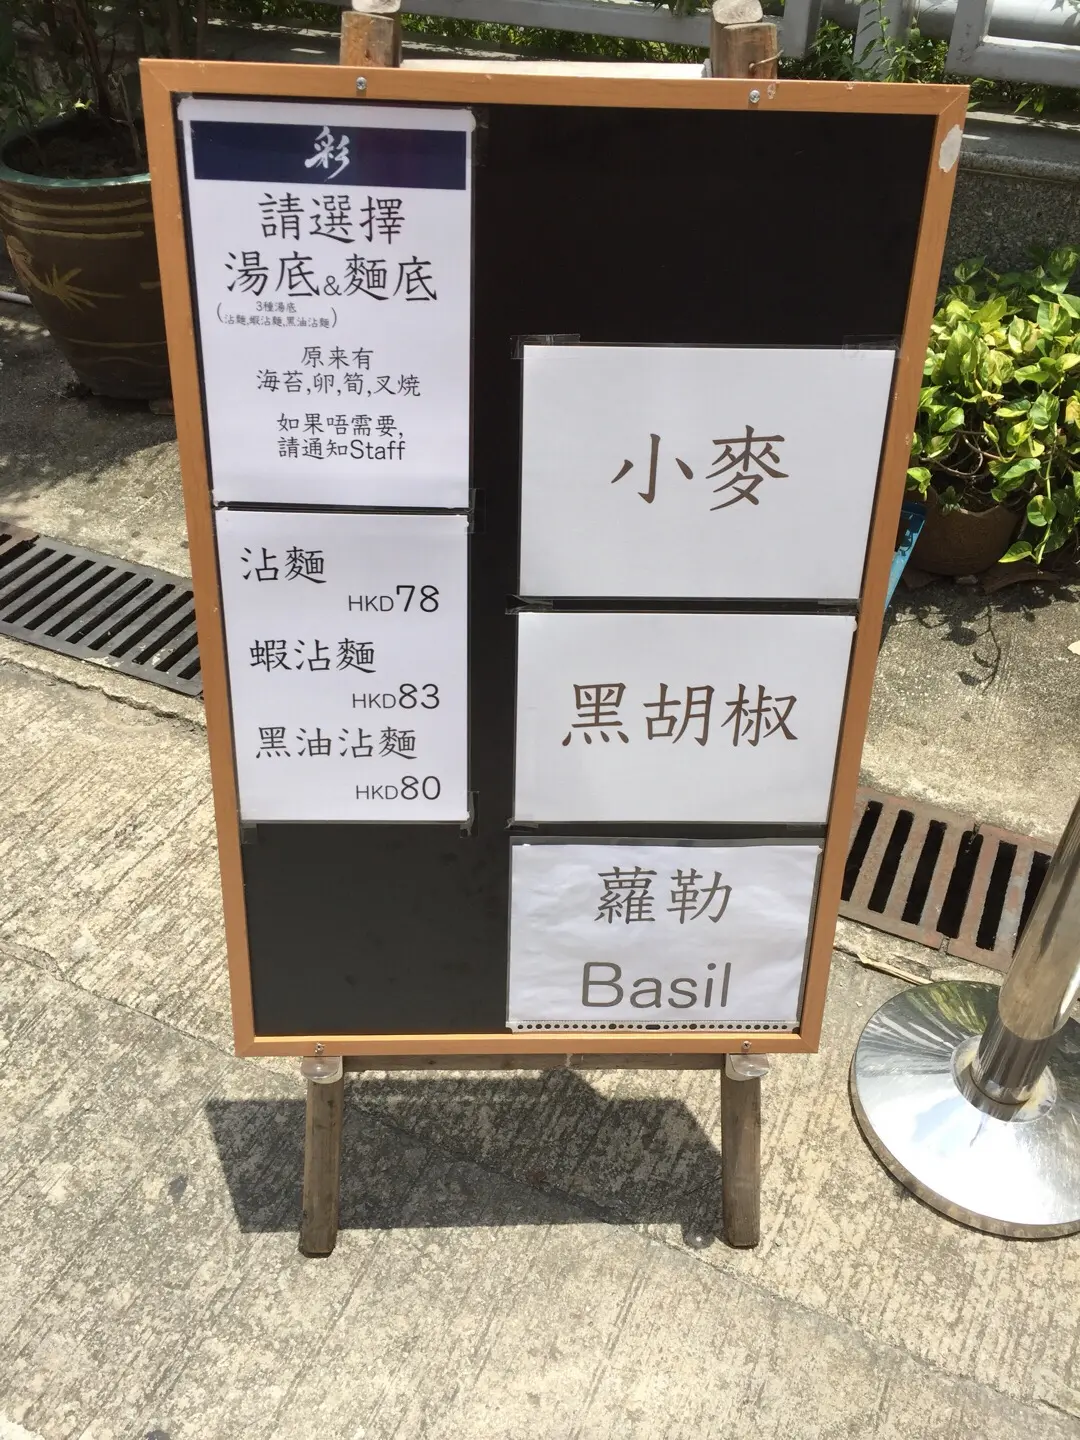 彩
請選擇
湯底&麵底
(3種湯底
沾麵,蝦沾麵,黑油沾麵)
原来有
海苔,卵,筍,叉燒
如果唔需要,
請通知Staff
沾麵
HKD78
蝦沾麵
HKD83
黑油沾麵
HKD80
小麥
黑胡椒
蘿勒
Basil